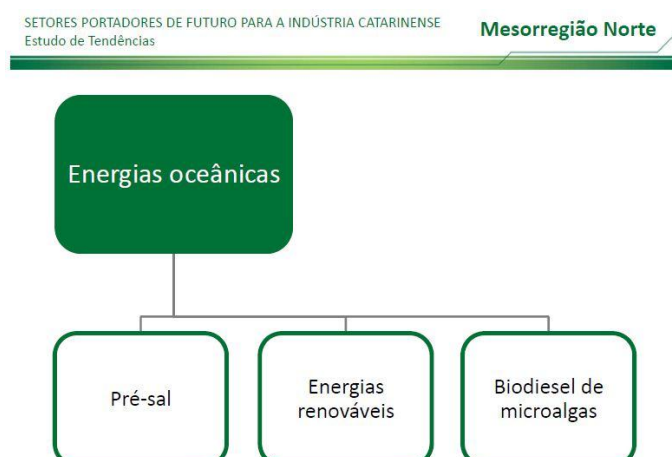 SETORES PORTADORES DE FUTURO PARA A INDÚSTRIA CATARINENSE
Estudo de Tendências
Mesorregião Norte
Energias oceânicas
Pré-sal
Energias
renováveis
Biodiesel de
microalgas